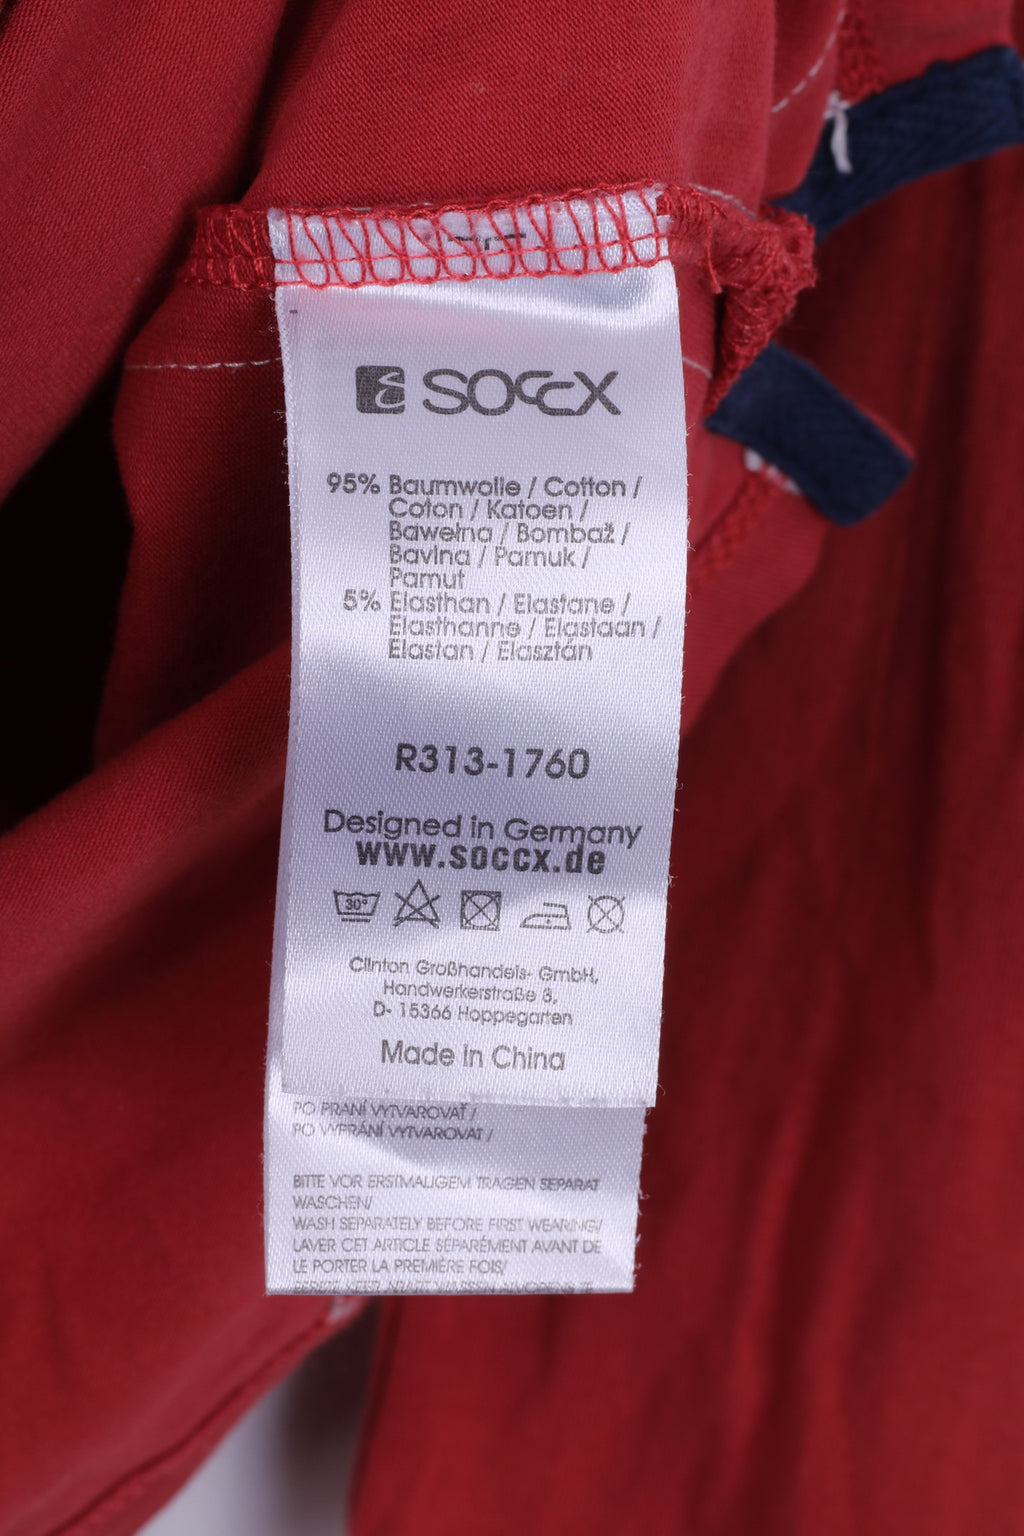 SOCCX
95% Baumwolle / Cotton /
Coton / Katoen /
Bawełna / Bombaž /
Bavlna / Pamuk /
Pamut
5% Elasthan / Elastane /
Elasthanne / Elastaan /
Elastan / Elasztán
R313-1760
Designed in Germany
www.soccx.de
30°
Clinton Großhandels- GmbH,
Handwerkerstraße 3,
D- 15366 Hoppegarten
Made in China
PO PRANÍ VYTVAROVAŤ /
PO VYPRÁNÍ VYTVAROVAT /
BITTE VOR ERSTMALIGEM TRAGEN SEPARAT
WASCHEN/
WASH SEPARATELY BEFORE FIRST WEARING/
LAVER CET ARTICLE SÉPARÉMENT AVANT DE
LE PORTER LA PREMIÈRE FOIS/